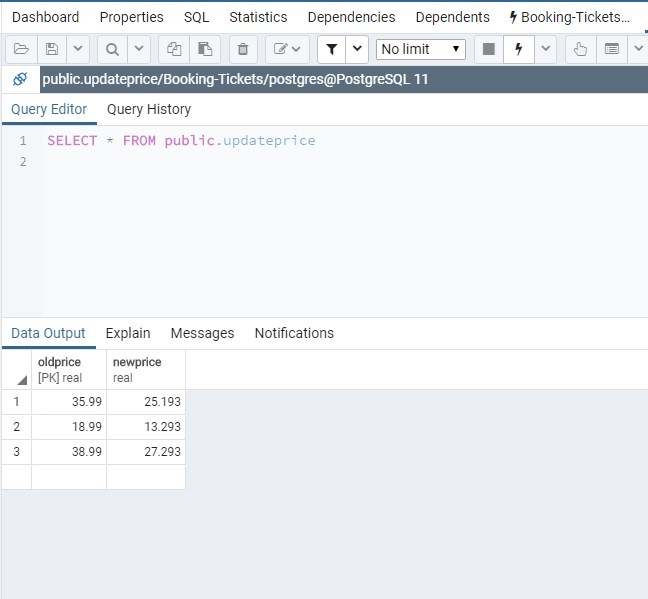 Dashboard Properties SQL Statistics Dependencies Dependents Booking-Tickets...
No limit
public.updateprice/Booking-Tickets/postgres@PostgreSQL 11
Query Editor Query History
1 SELECT * FROM public.updateprice
2
Data Output Explain Messages Notifications
oldprice newprice
[PK] real real
1 35.99 25.193
2 18.99 13.293
3 38.99 27.293